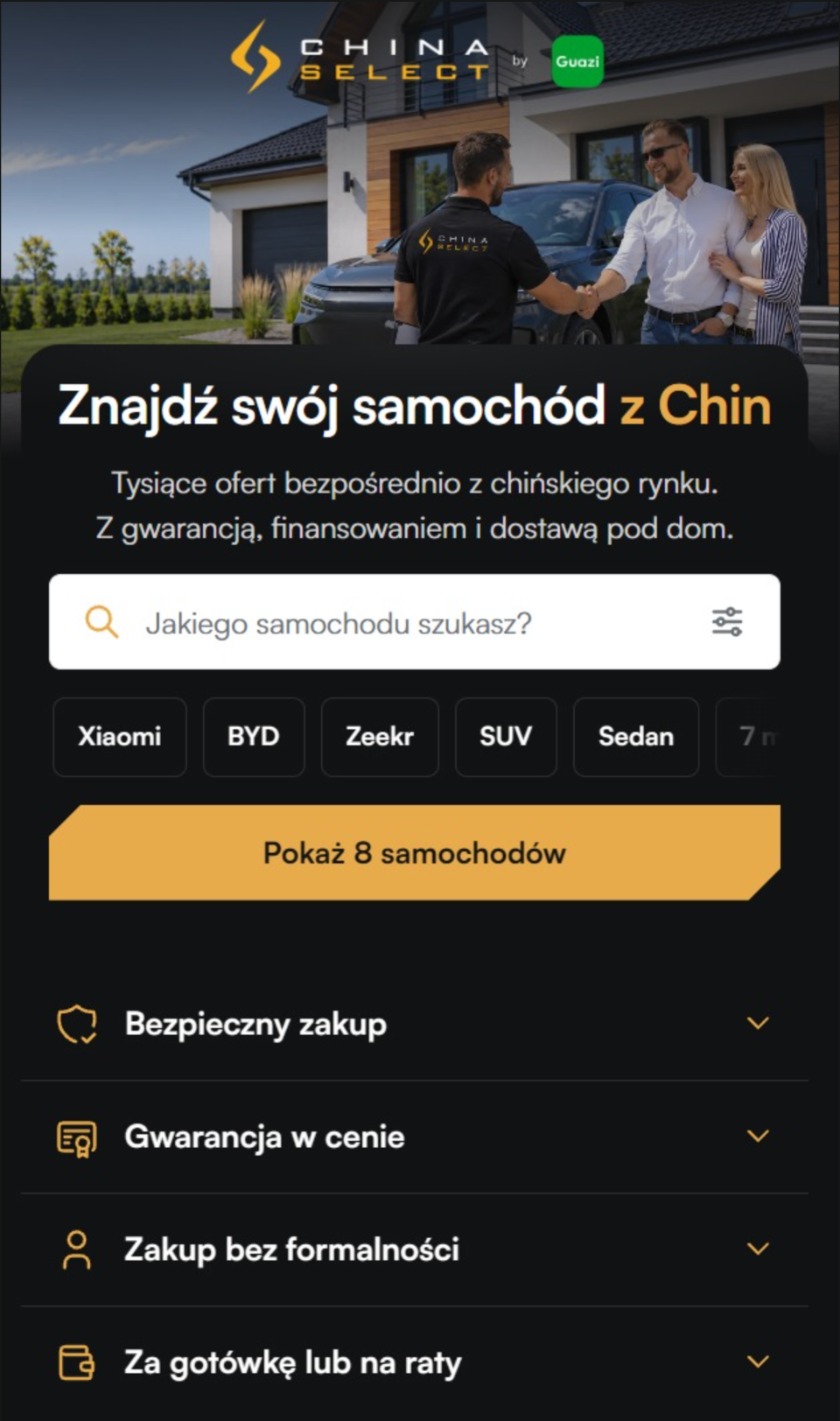 CHINA
SELECT
by
Guazi
CHINA
SELECT
Znajdź swój samochód z Chin
Tysiące ofert bezpośrednio z chińskiego rynku.
Z gwarancją, finansowaniem i dostawą pod dom.
Jakiego samochodu szukasz?
Xiaomi BYD Zeekr SUV Sedan 7
Pokaż 8 samochodów
Bezpieczny zakup
Gwarancja w cenie
Zakup bez formalności
Za gotówkę lub na raty